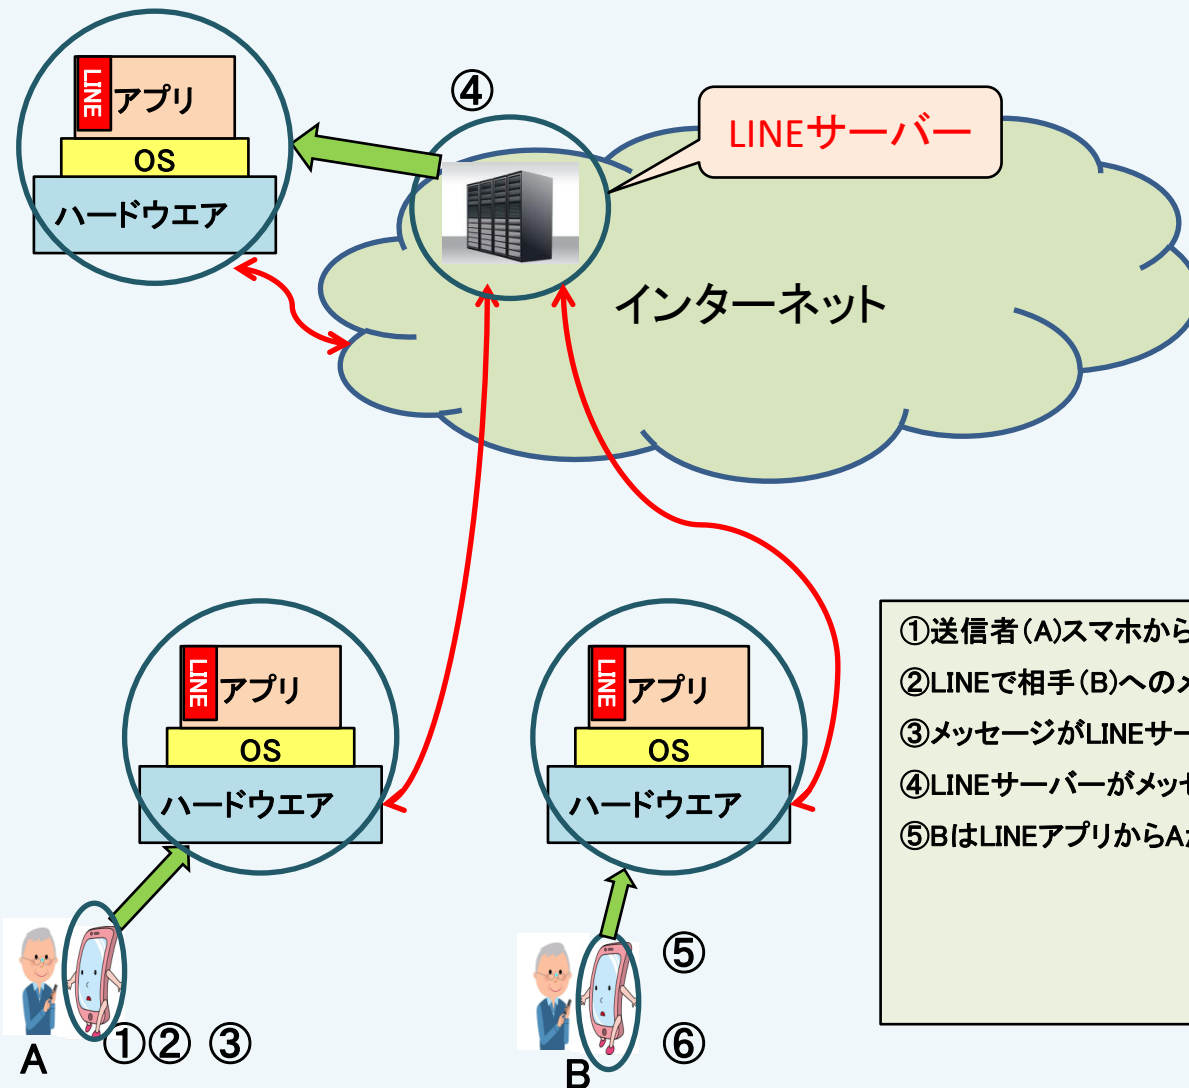 LINE
アプリ
OS
ハードウエア
④
LINEサーバー
インターネット
LINE
アプリ
OS
ハードウエア
LINE
アプリ
OS
ハードウエア
①送信者(A)スマホから
②LINEで相手(B)への
③メッセージがLINEサー
④LINEサーバーがメッ
⑤BはLINEアプリからA
A
①② ③
B
⑤
⑥